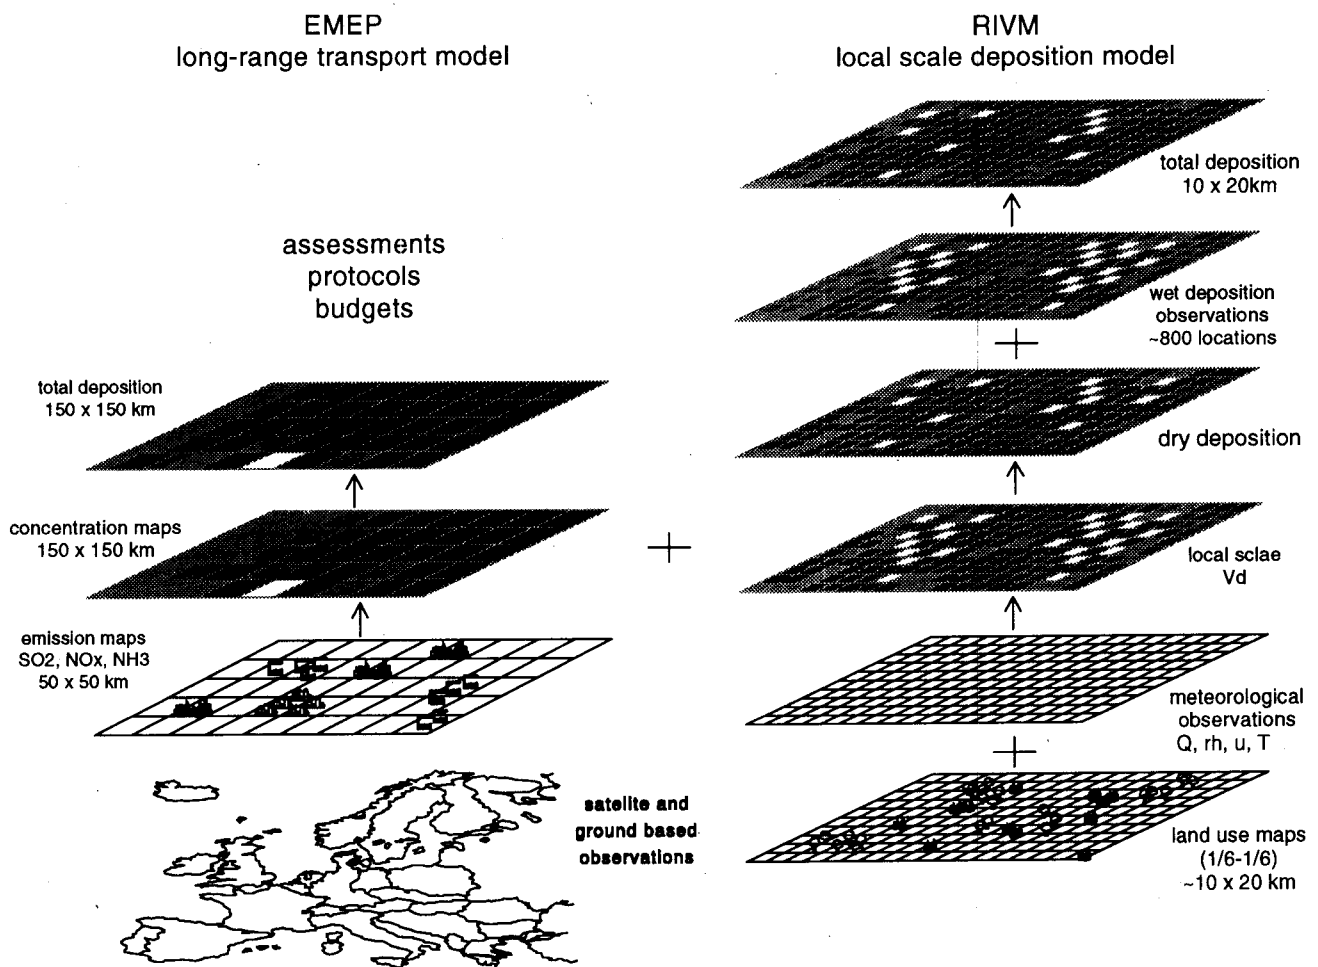 EMEP
long-range transport model
assessments
protocols
budgets
total deposition
150 x 150 km
concentration maps
150 x 150 km
emission maps
SO2, NOx, NH3
50 x 50 km
satelite and
ground based
observations
RIVM
local scale deposition model
total deposition
10 x 20km
wet deposition
observations
~800 locations
dry deposition
local sclae
Vd
meteorological
observations
Q, rh, u, T
land use maps
(1/6-1/6)
~10 x 20 km